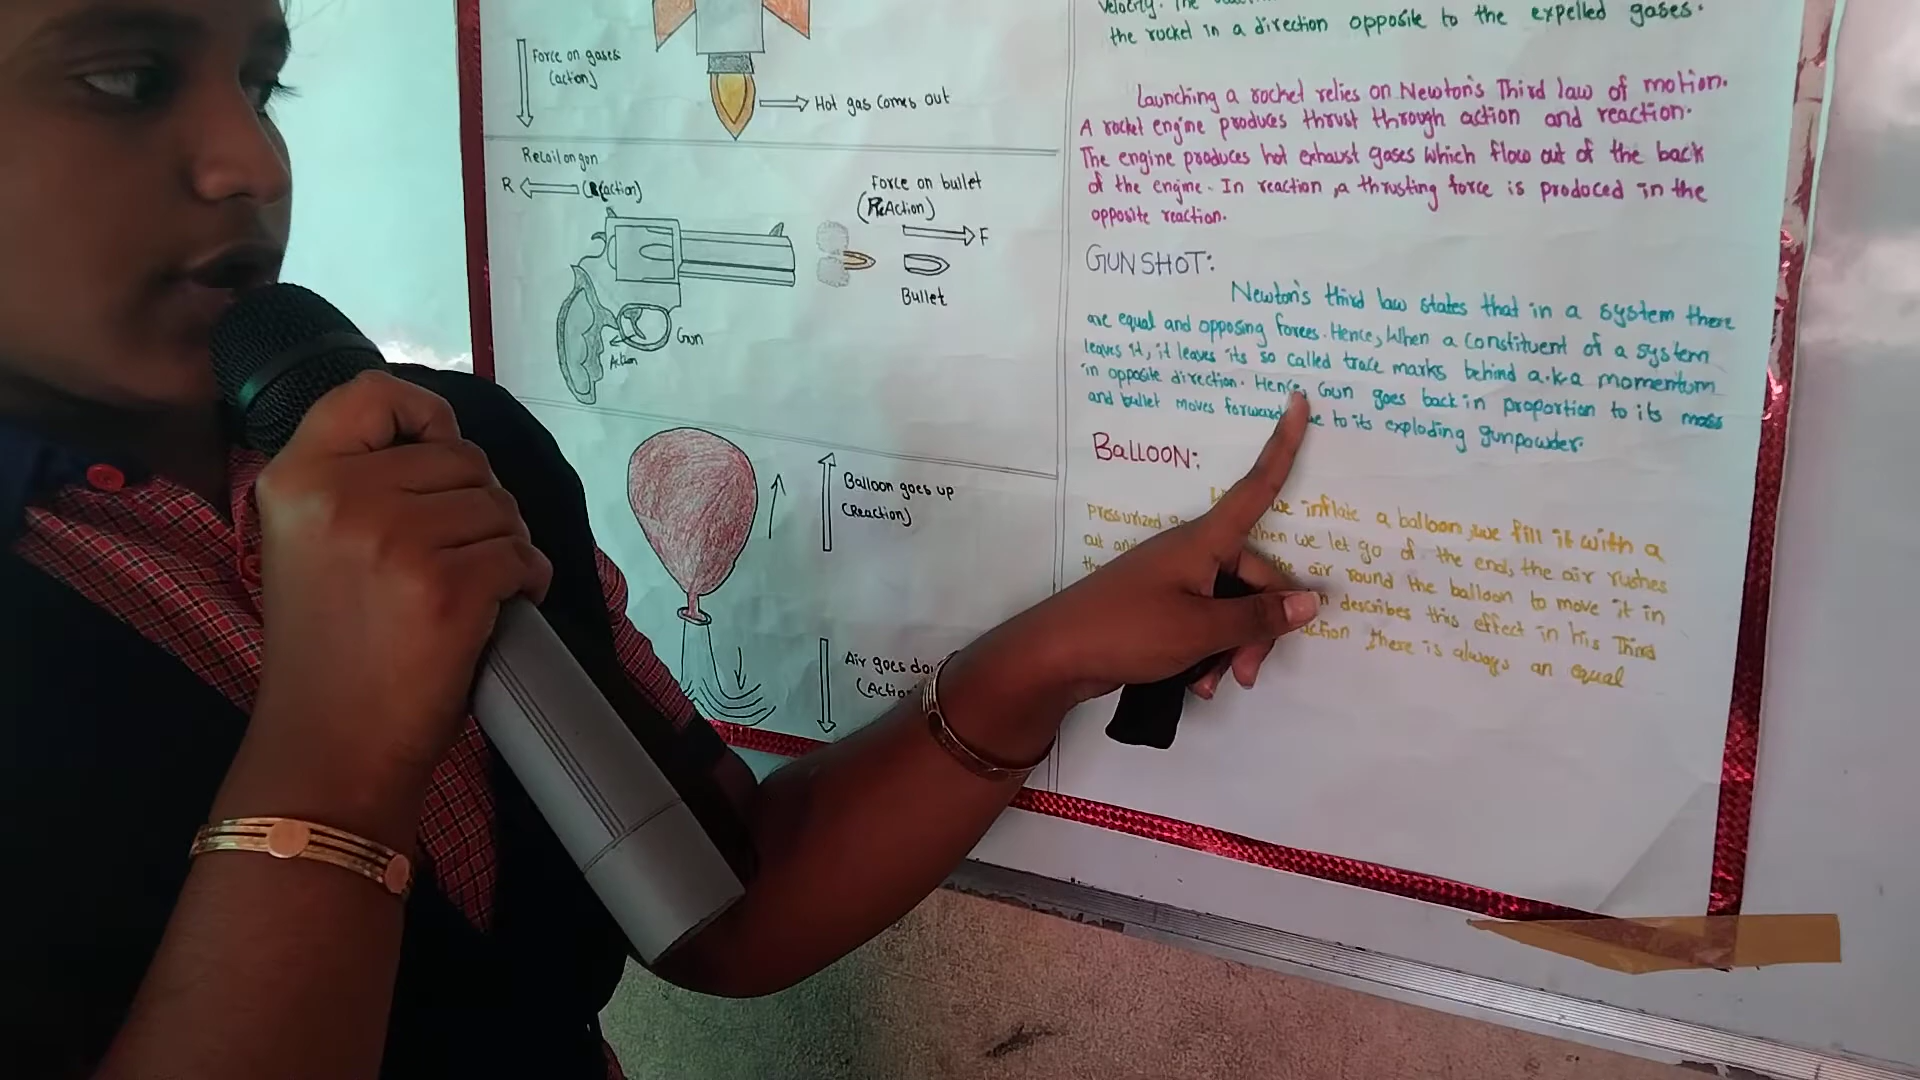 Force on gases
(action)
Hot gas comes out
Recoil on gon
R
(Reaction)
Force on bullet
(ReAction)
F
Bullet
Gun
Action
Balloon goes up
(Reaction)
Air goes
(Actio
velocity. The
the rocket in a direction opposite to the expelled gases.
Launching a rocket relies on Newton's Third law of motion.
A rocket engine produces thrust through action and reaction.
The engine produces hot exhaust gases which flow out of the back
of the engine. In reaction, a thrusting force is produced in the
opposite reaction.
GUN SHOT:
Newton's third law states that in a system there
are equal and opposing forces. Hence, When a constituent of a system
leaves it, it leaves its so called trace marks behind a.k.a momentum
in opposite direction. Hence, Gun goes back in proportion to its mass
and bullet moves forward to its exploding gunpowder.
BALLOON:
we inflate a balloon, we fill it with a
Pressurized when we let go of the end, the air rushes
out and the air round the balloon to move it in
describes this effect in his Third
there is always an equal